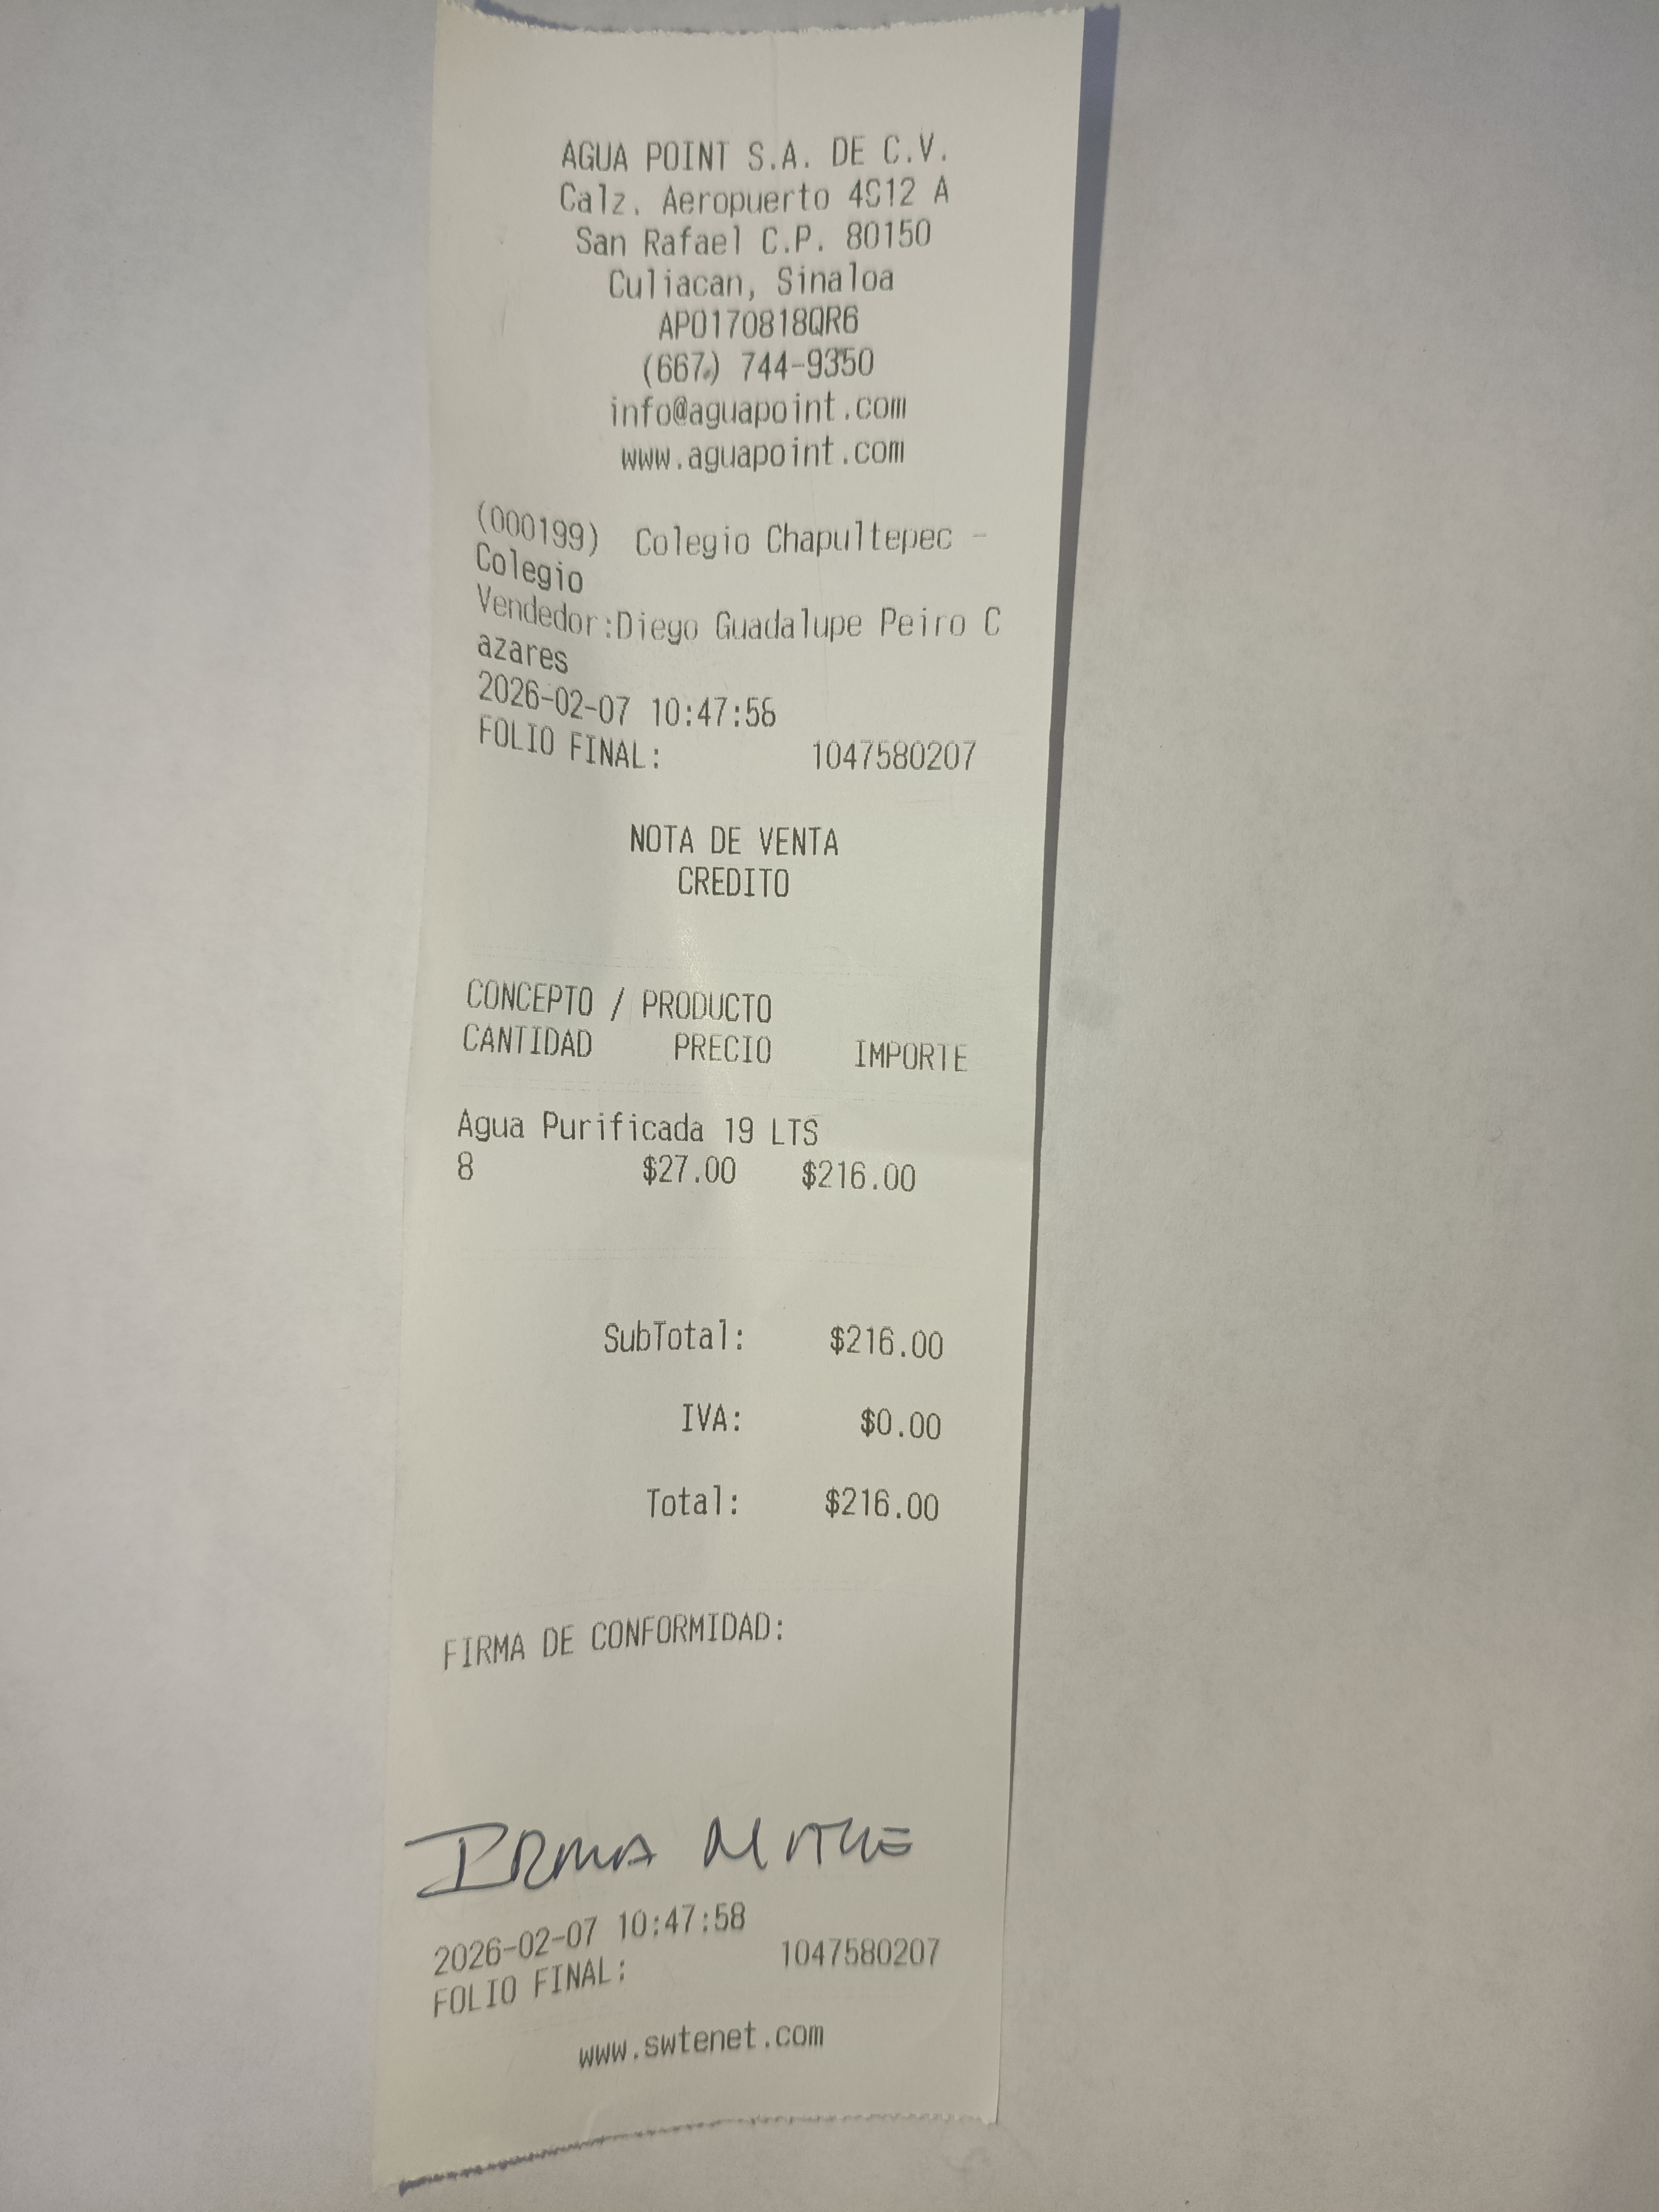 AGUA POINT S.A. DE C.V.
Calz. Aeropuerto 4912 A
San Rafael C.P. 80150
Culiacan, Sinaloa
APO170818QR6
(667) 744-9350
info@aguapoint.com
www.aguapoint.com
(000199) Colegio Chapultepec -
Colegio
Vendedor:Diego Guadalupe Peiro C
azares
2026-02-07 10:47:58
FOLIO FINAL: 1047580207
NOTA DE VENTA
CREDITO
CONCEPTO / PRODUCTO
CANTIDAD PRECIO IMPORTE
Agua Purificada 19 LTS
8 $27.00 $216.00
SubTotal: $216.00
IVA: $0.00
Total: $216.00
FIRMA DE CONFORMIDAD:
IRMA
2026-02-07 10:47:58
FOLIO FINAL: 1047580207
www.swtenet.com